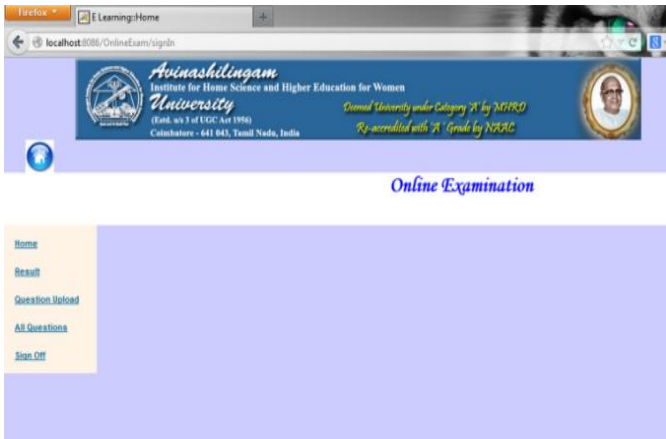 Firefox
E Learning::Home
localhost:8086/OnlineExam/signIn
Avinashilingam
Institute for Home Science and Higher Education for Women
University
Deemed University under Category 'A' by MHRD
(Estd. u/s 3 of UGC Act 1956)
Re-accredited with 'A' Grade by NAAC
Coimbatore - 641 043, Tamil Nadu, India
Online Examination
Home
Result
Question Upload
All Questions
Sign Off